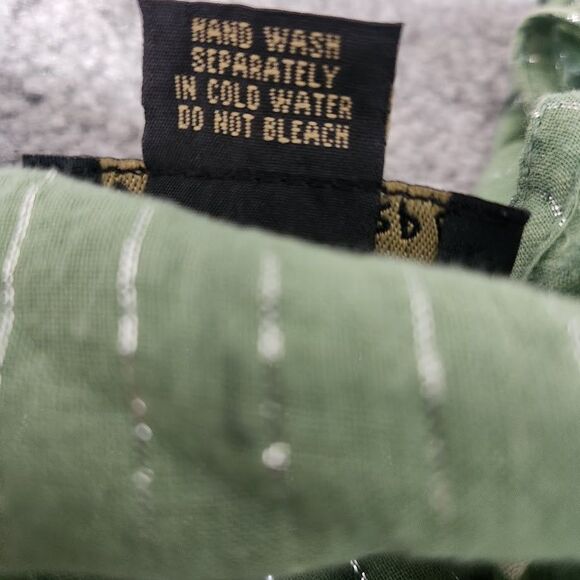 HAND WASH
SEPARATELY
IN COLD WATER
DO NOT BLEACH